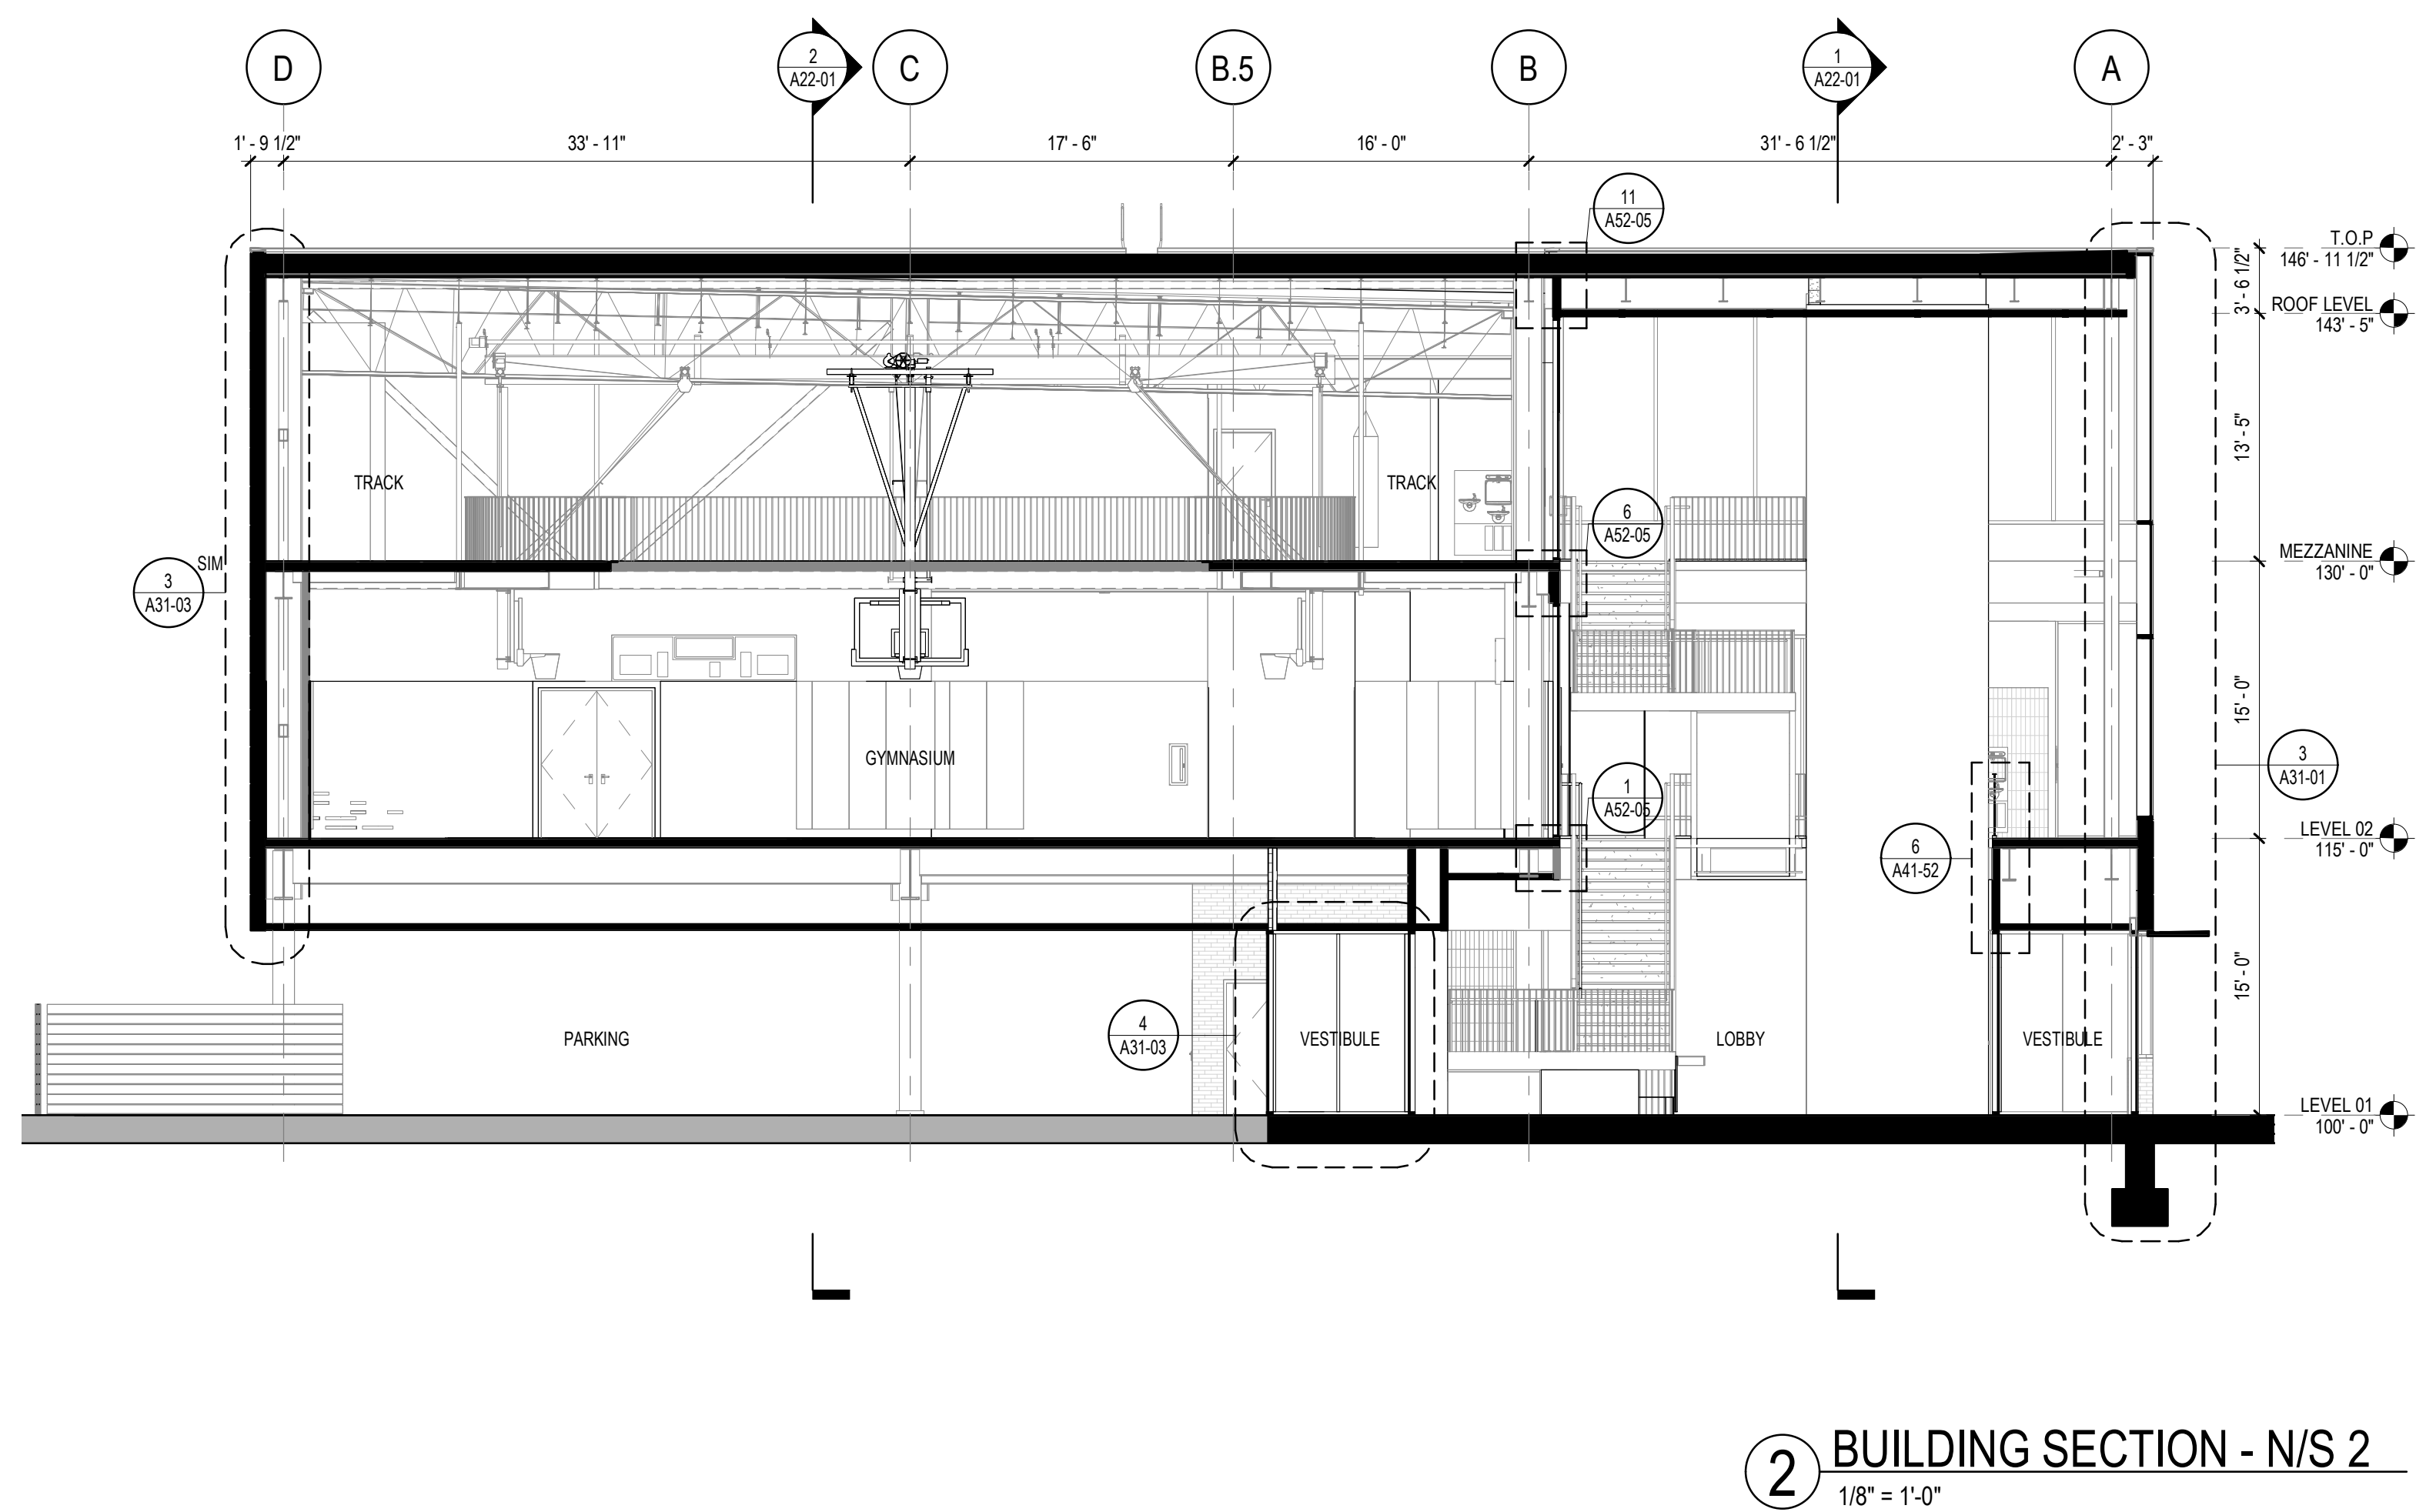 D
2
A22-01
C
B.5
B
1
A22-01
A
1' - 9 1/2"
33' - 11"
17' - 6"
16' - 0"
31' - 6 1/2"
2' - 3"
11
A52-05
T.O.P
146' - 11 1/2"
3' - 6 1/2"
ROOF LEVEL
143' - 5"
13' - 5"
TRACK
TRACK
6
A52-05
SIM
3
A31-03
MEZZANINE
130' - 0"
15' - 0"
GYMNASIUM
1
A52-05
3
A31-01
6
A41-52
LEVEL 02
115' - 0"
15' - 0"
PARKING
4
A31-03
VESTIBULE
LOBBY
VESTIBULE
LEVEL 01
100' - 0"
2
BUILDING SECTION - N/S 2
1/8" = 1'-0"